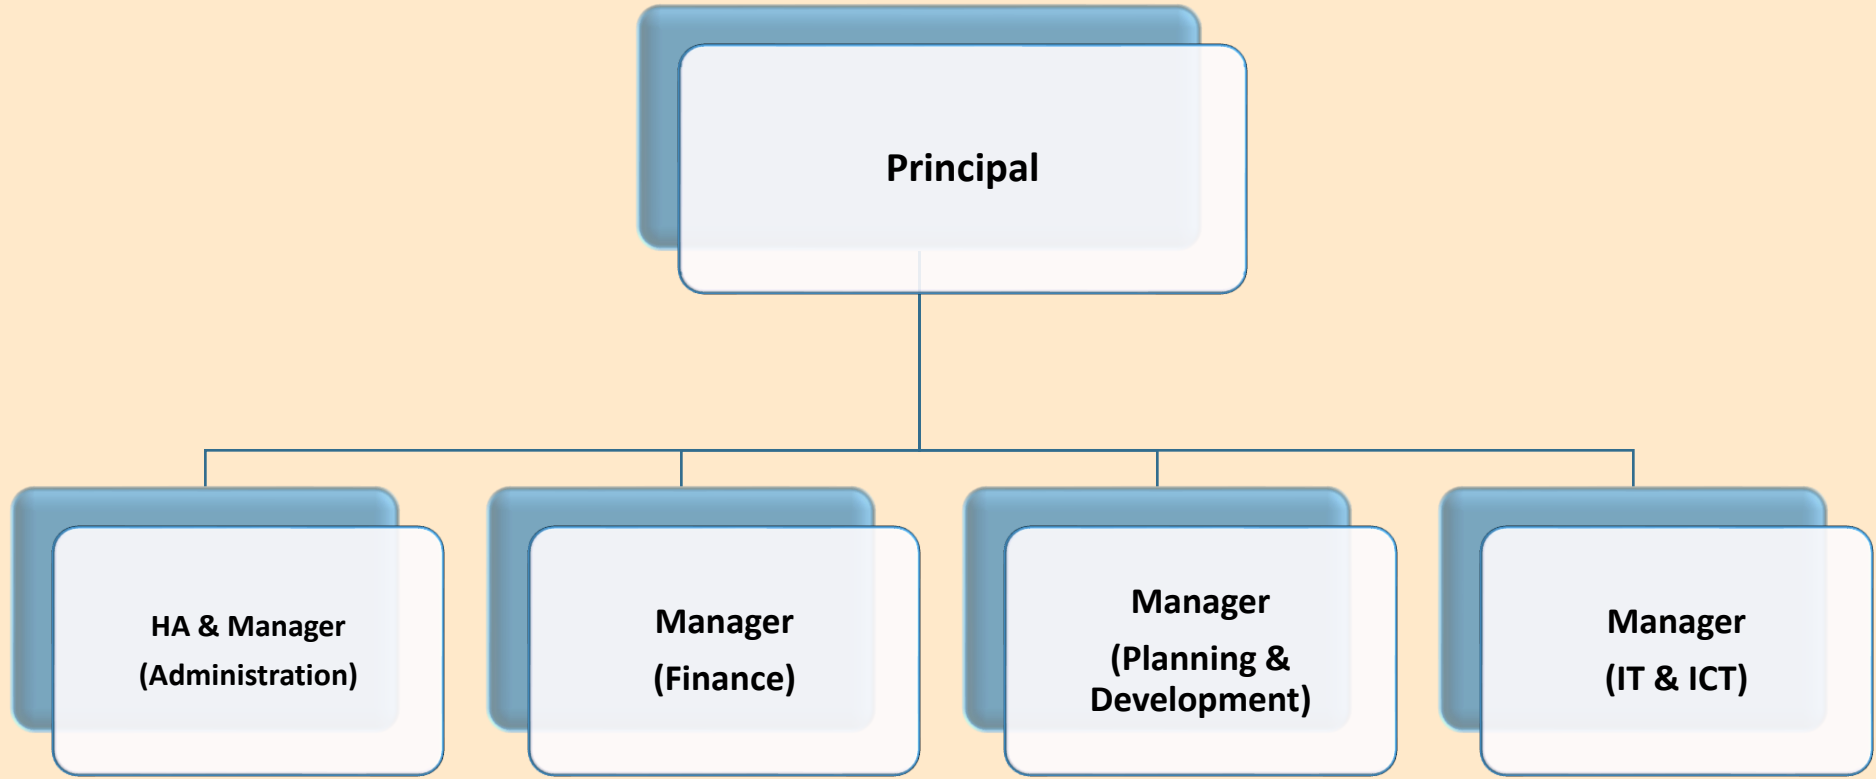 Principal
HA & Manager
(Administration)
Manager
(Finance)
Manager
(Planning &
Development)
Manager
(IT & ICT)